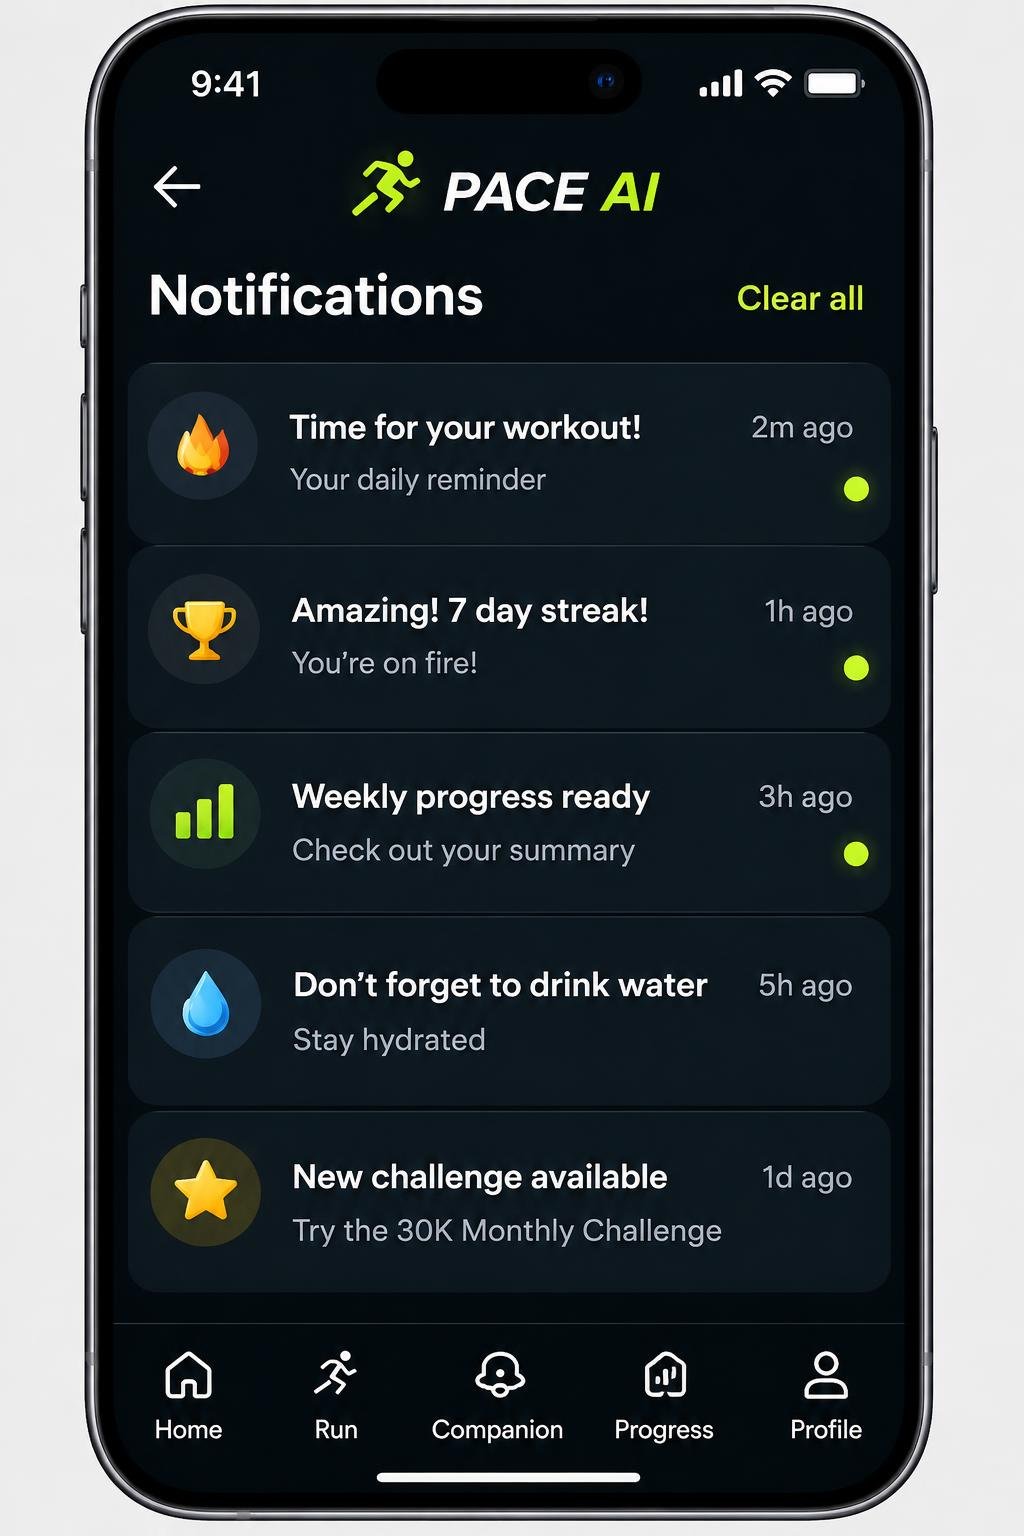 9:41
PACE AI
Notifications
Clear all
Time for your workout!
2m ago
Your daily reminder
Amazing! 7 day streak!
1h ago
You’re on fire!
Weekly progress ready
3h ago
Check out your summary
Don’t forget to drink water
5h ago
Stay hydrated
New challenge available
1d ago
Try the 30K Monthly Challenge
Home
Run
Companion
Progress
Profile